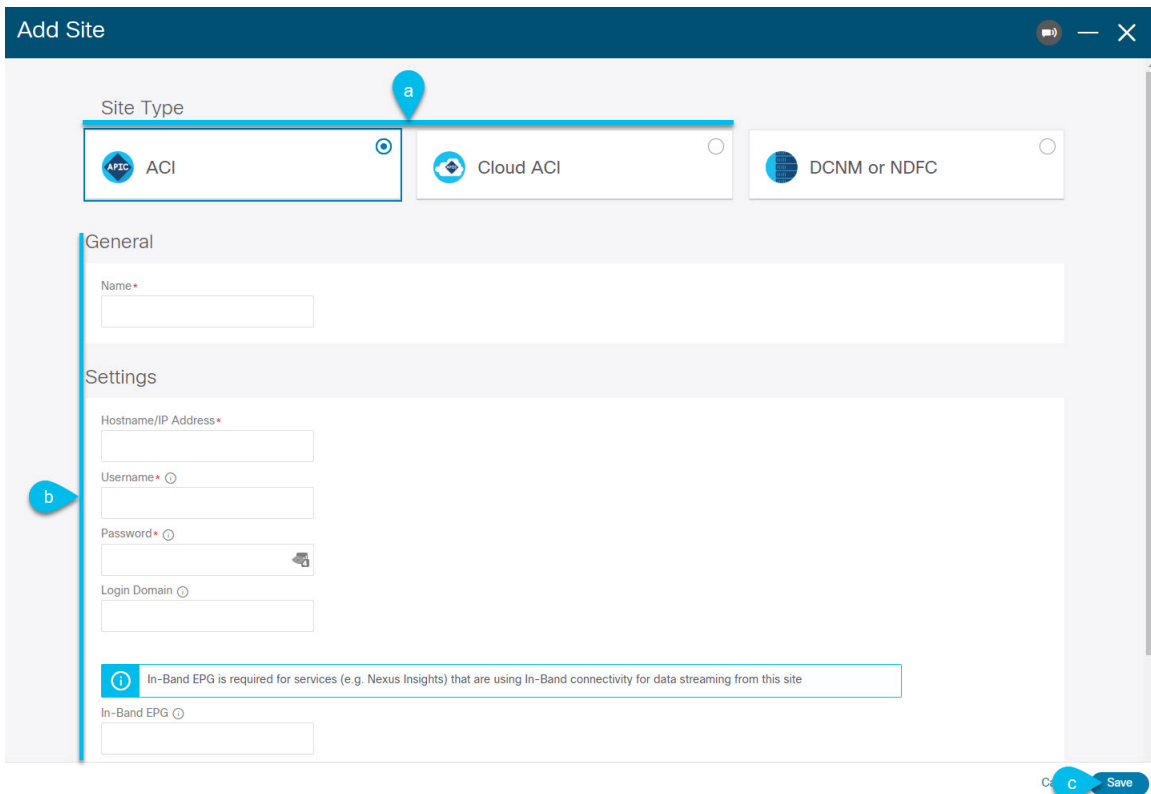 Add Site
a
Site Type
APIC ACI
Cloud ACI
DCNM or NDFC
General
Name*
Settings
Hostname/IP Address*
Username*
b
Password*
Login Domain
In-Band EPG is required for services (e.g. Nexus Insights) that are using In-Band connectivity for data streaming from this site
In-Band EPG
c Save